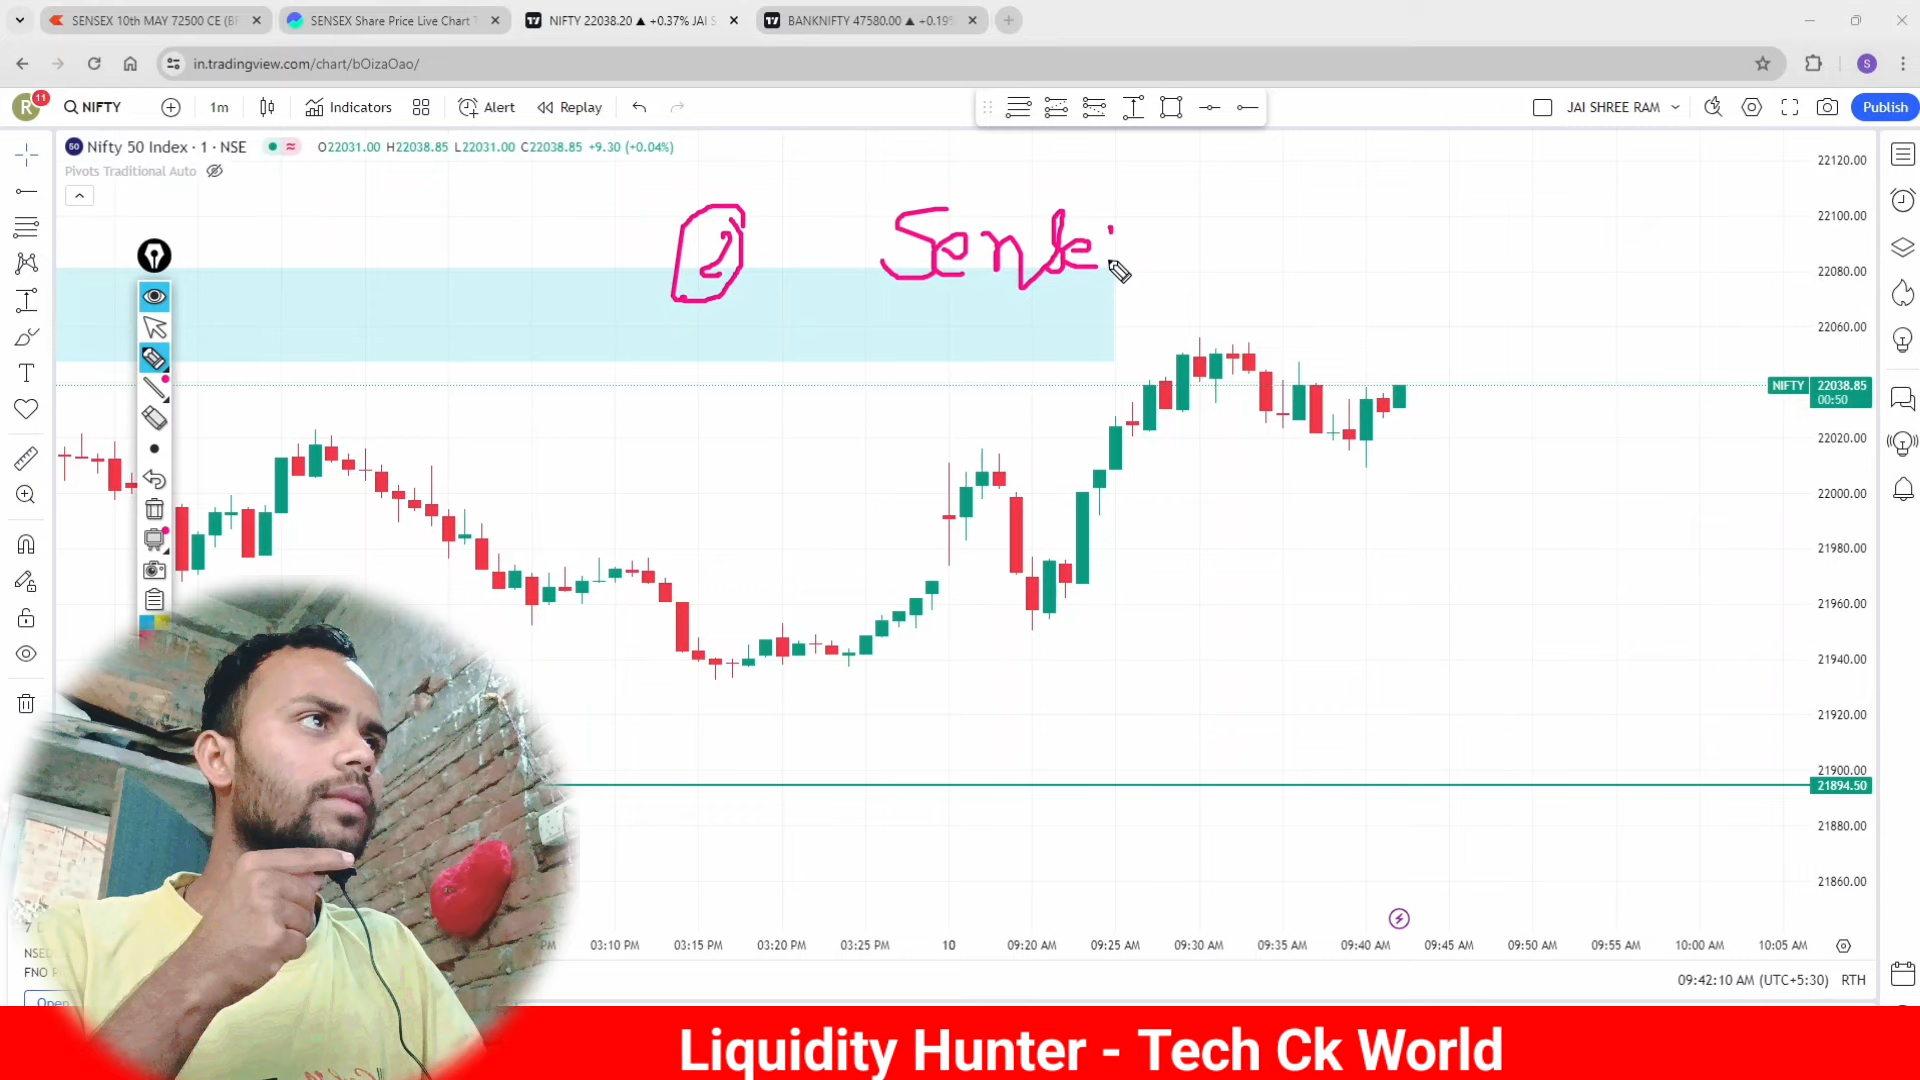 SENSEX 10th MAY 72500 CE (BF
SENSEX Share Price Live Chart T
NIFTY 22038.20 ▲ +0.37% JAI S
BANKNIFTY 47580.00 ▲ +0.19%
in.tradingview.com/chart/bOizaOao/
S
R 11 NIFTY 1m Indicators Alert Replay JAI SHREE RAM Publish
50 Nifty 50 Index · 1 · NSE O22031.00 H22038.85 L22031.00 C22038.85 +9.30 (+0.04%)
Pivots Traditional Auto
22120.00
22100.00
22080.00
22060.00
NIFTY 22038.85
00:50
22020.00
22000.00
21980.00
21960.00
21940.00
21920.00
21900.00
21894.50
21880.00
21860.00
PM 03:10 PM 03:15 PM 03:20 PM 03:25 PM 10 09:20 AM 09:25 AM 09:30 AM 09:35 AM 09:40 AM 09:45 AM 09:50 AM 09:55 AM 10:00 AM 10:05 AM
NSE
FNO
Open
09:42:10 AM (UTC+5:30) RTH
Liquidity Hunter - Tech Ck World